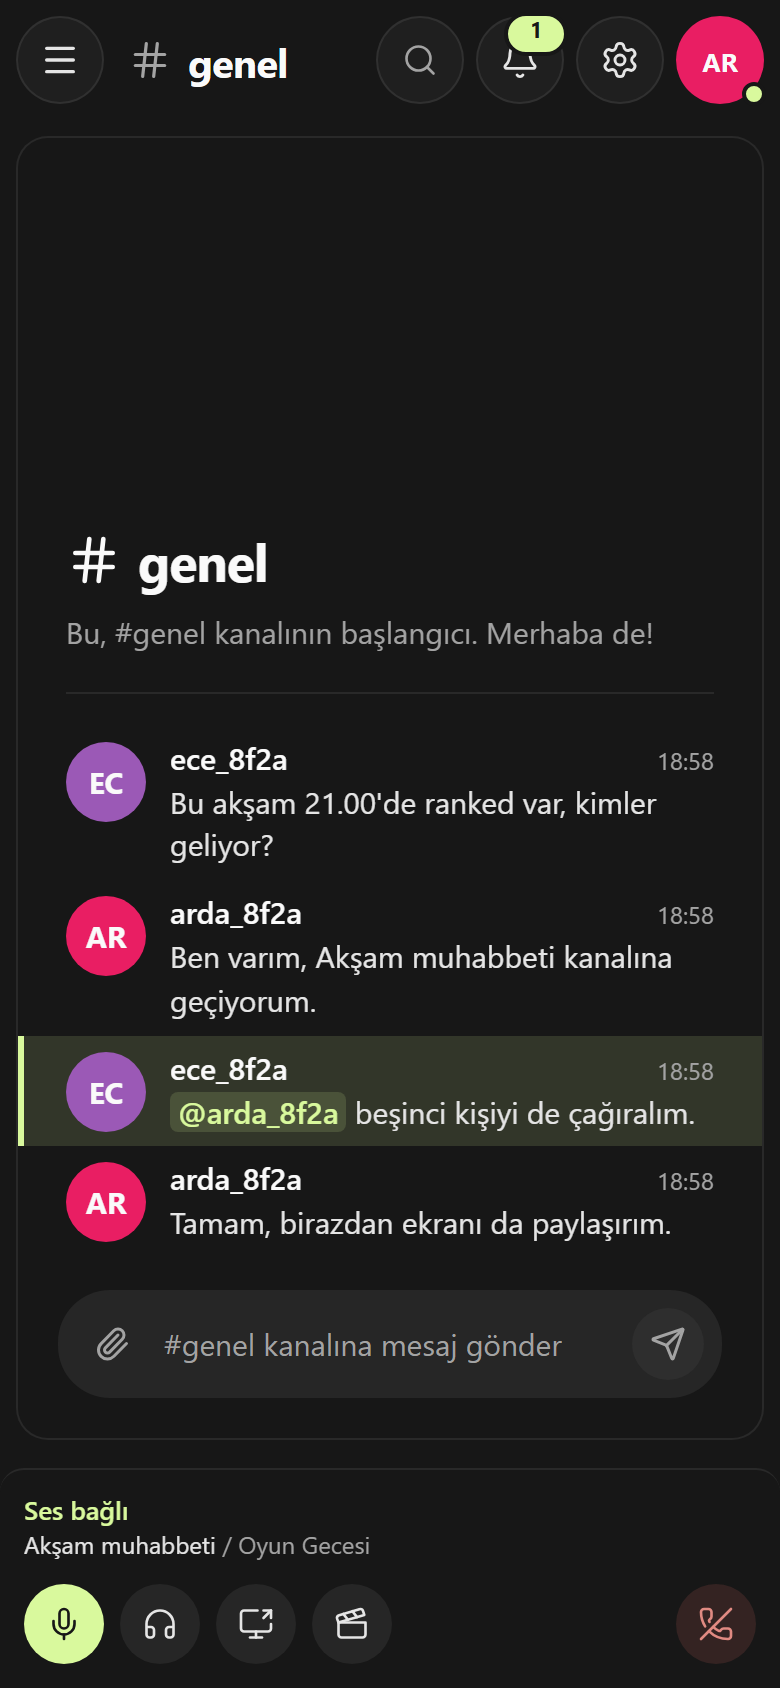 # genel
1
AR
# genel
Bu, #genel kanalının başlangıcı. Merhaba de!
EC
ece_8f2a 18:58
Bu akşam 21.00'de ranked var, kimler
geliyor?
AR
arda_8f2a 18:58
Ben varım, Akşam muhabbeti kanalına
geçiyorum.
EC
ece_8f2a 18:58
@arda_8f2a beşinci kişiyi de çağıralım.
AR
arda_8f2a 18:58
Tamam, birazdan ekranı da paylaşırım.
#genel kanalına mesaj gönder
Ses bağlı
Akşam muhabbeti / Oyun Gecesi